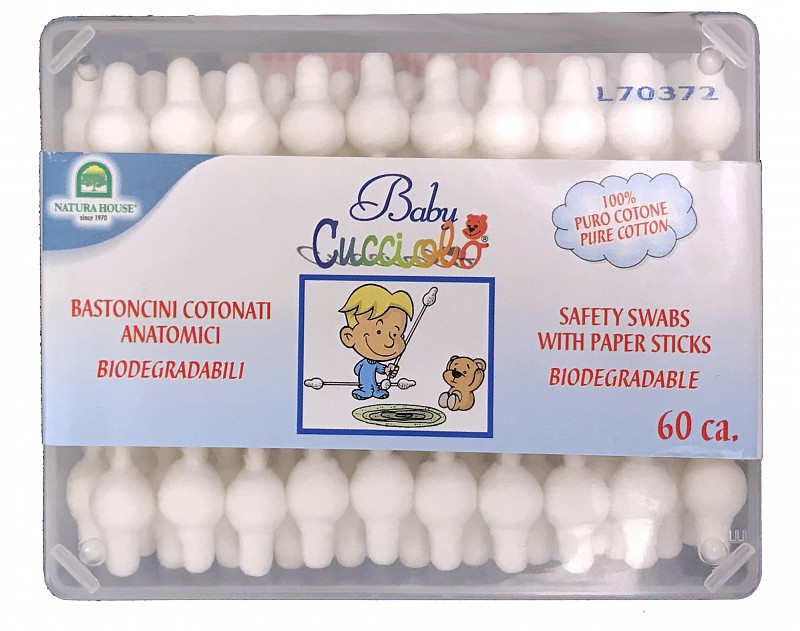 L70372
NATURA HOUSE®
since 1970
Baby
Cucciolo®
100%
PURO COTONE
PURE COTTON
BASTONCINI COTONATI
ANATOMICI
BIODEGRADABILI
SAFETY SWABS
WITH PAPER STICKS
BIODEGRADABLE
60 ca.